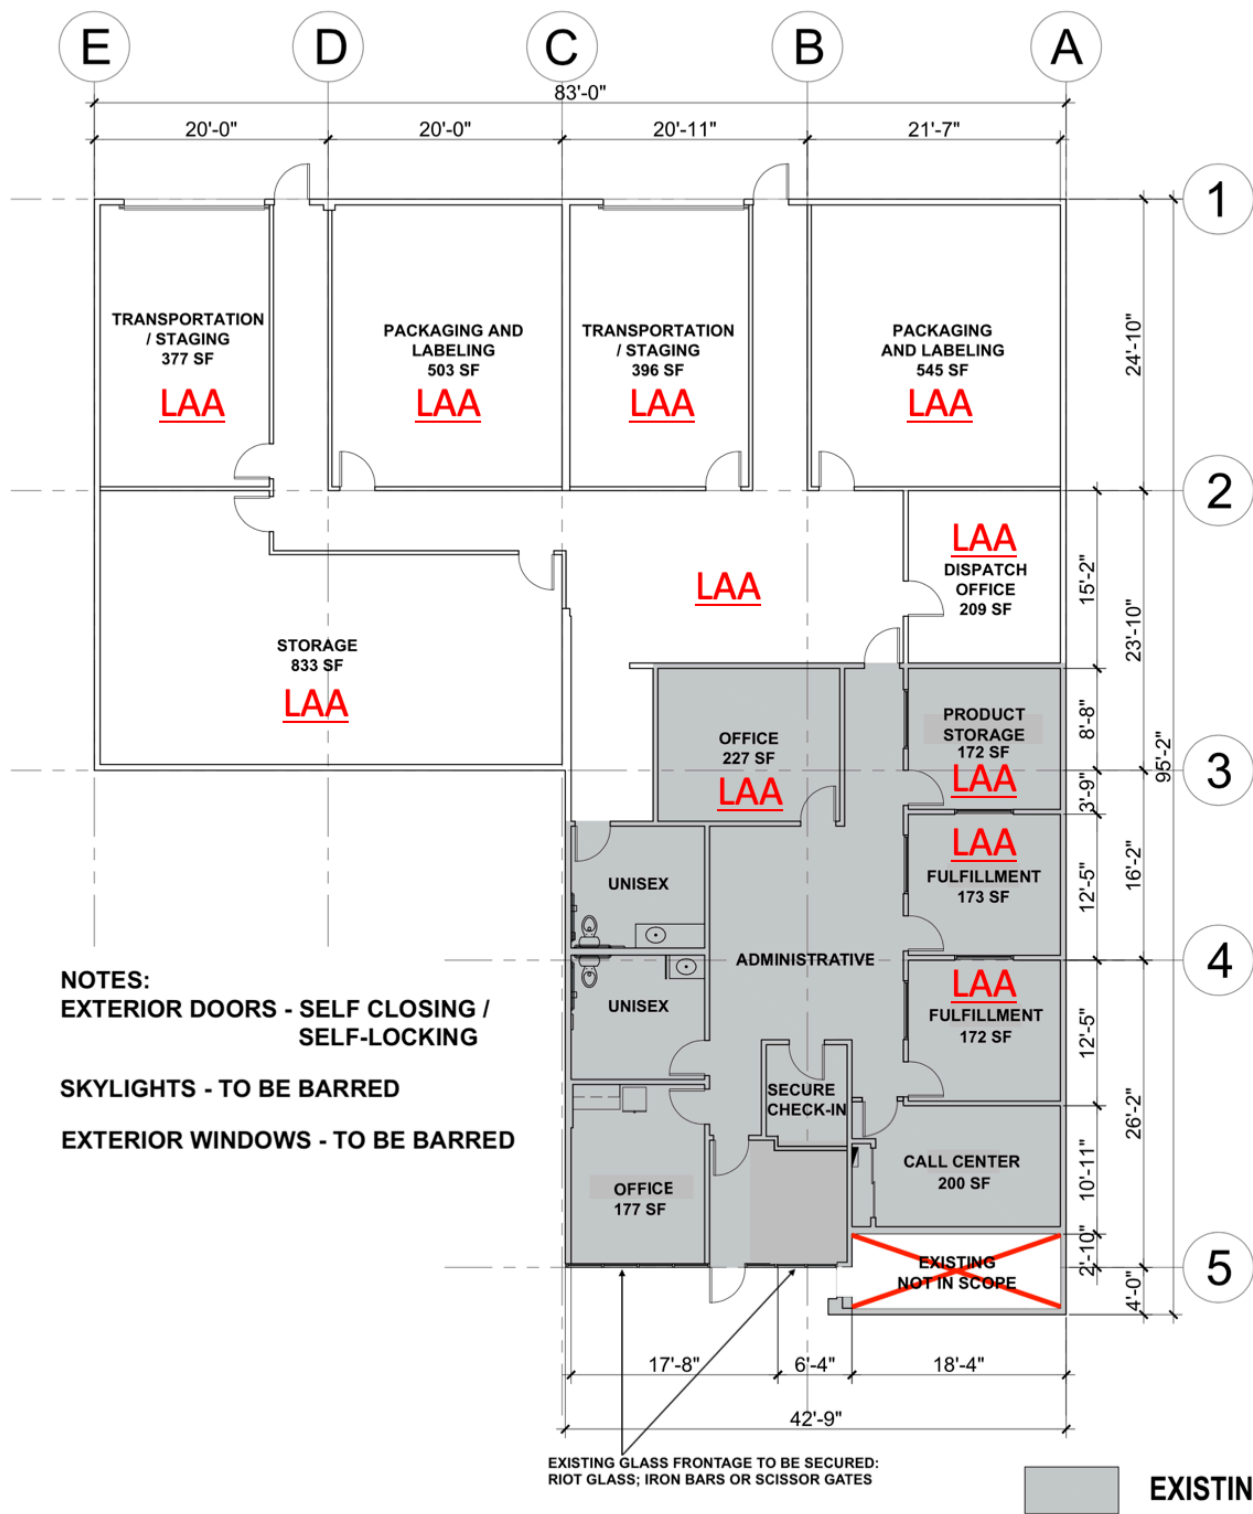 E
D
C
B
A
83'-0"
20'-0"
20'-0"
20'-11"
21'-7"
1
TRANSPORTATION
/ STAGING
377 SF
LAA
PACKAGING AND
LABELING
503 SF
LAA
TRANSPORTATION
/ STAGING
396 SF
LAA
PACKAGING
AND LABELING
545 SF
LAA
24'-10"
2
LAA
DISPATCH
OFFICE
209 SF
LAA
15'-2"
23'-10"
STORAGE
833 SF
LAA
OFFICE
227 SF
LAA
PRODUCT
STORAGE
172 SF
LAA
8'-8"
95'-2"
3
3'-9"
LAA
FULFILLMENT
173 SF
12'-5"
16'-2"
UNISEX
ADMINISTRATIVE
4
LAA
FULFILLMENT
172 SF
12'-5"
UNISEX
SECURE
CHECK-IN
26'-2"
NOTES:
EXTERIOR DOORS - SELF CLOSING /
SELF-LOCKING
SKYLIGHTS - TO BE BARRED
EXTERIOR WINDOWS - TO BE BARRED
CALL CENTER
200 SF
10'-11"
OFFICE
177 SF
2'-10"
EXISTING
NOT IN SCOPE
5
4'-0"
17'-8"
6'-4"
18'-4"
42'-9"
EXISTING GLASS FRONTAGE TO BE SECURED:
RIOT GLASS; IRON BARS OR SCISSOR GATES
EXISTIN